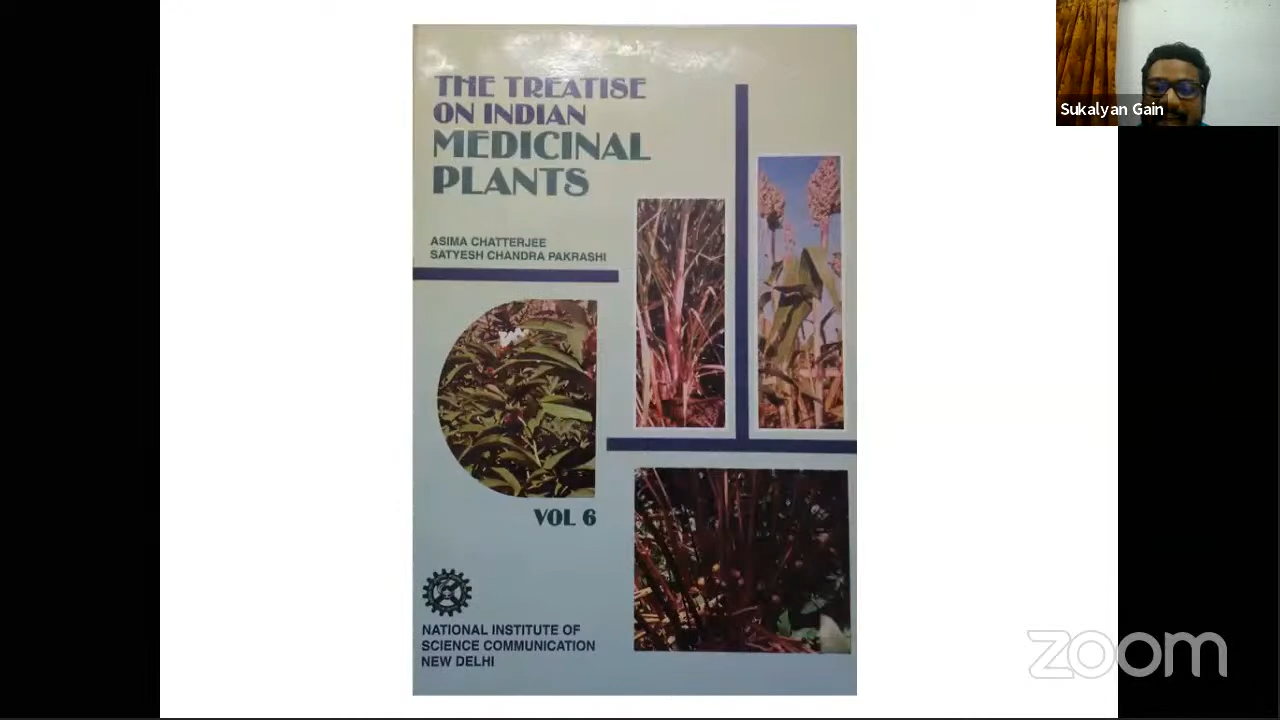 THE TREATISE
ON INDIAN
MEDICINAL
PLANTS
ASIMA CHATTERJEE
SATYESH CHANDRA PAKRASHI
VOL 6
NATIONAL INSTITUTE OF
SCIENCE COMMUNICATION
NEW DELHI
Sukalyan Gain
zoom